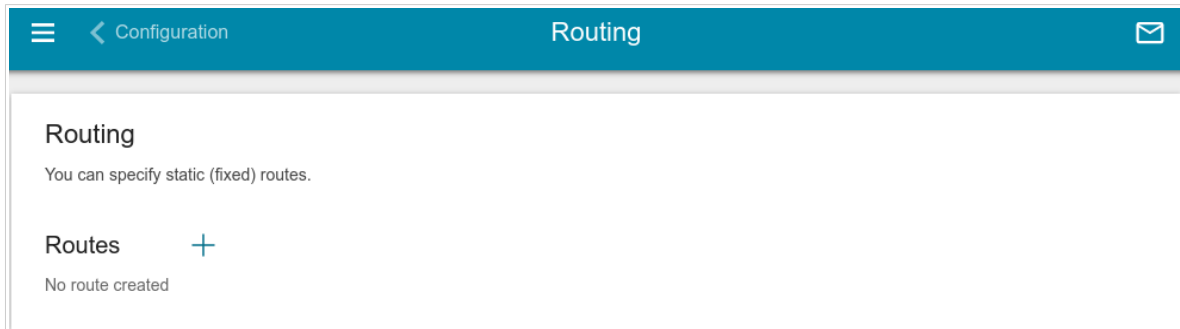 Configuration
Routing
Routing
You can specify static (fixed) routes.
Routes
No route created